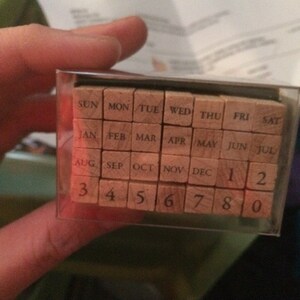 SUN MON TUE WED THU FRI SAT
JAN FEB MAR APR MAY JUN JUL
AUG SEP OCT NOV DEC 1 2
3 4 5 6 7 8 0